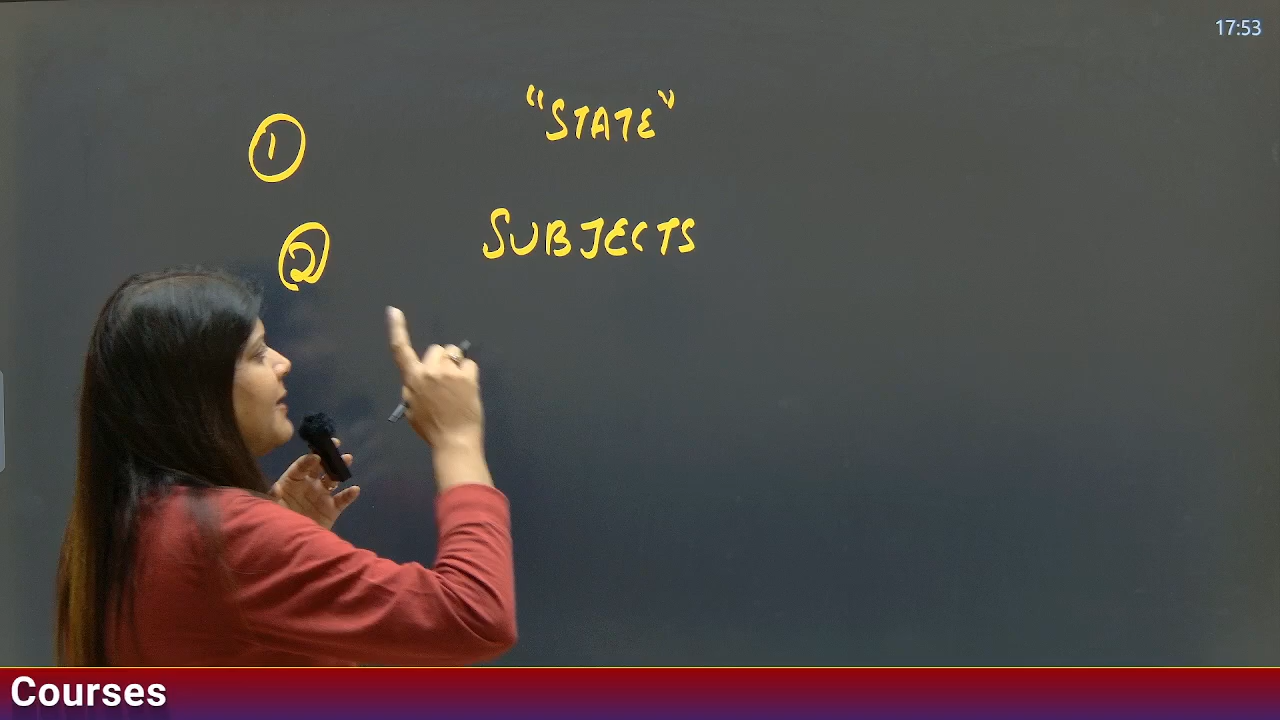 17:53
① "STATE"
② SUBJECTS
Courses